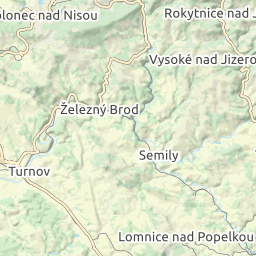 olonec nad Nisou
Rokytnice nad J
Vysoké nad Jizero
Železný Brod
Semily
Turnov
Lomnice nad Popelkou